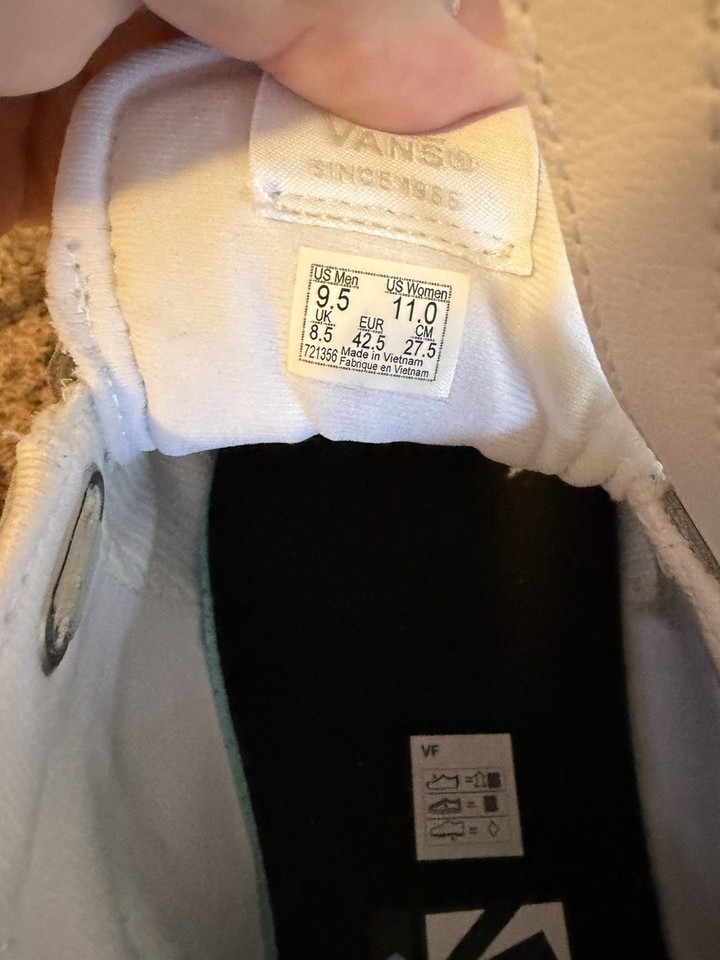 VANS®
SINCE 1966
US Men US Women
9.5 11.0
UK EUR CM
8.5 42.5 27.5
721356 Made in Vietnam
Fabrique en Vietnam
VF